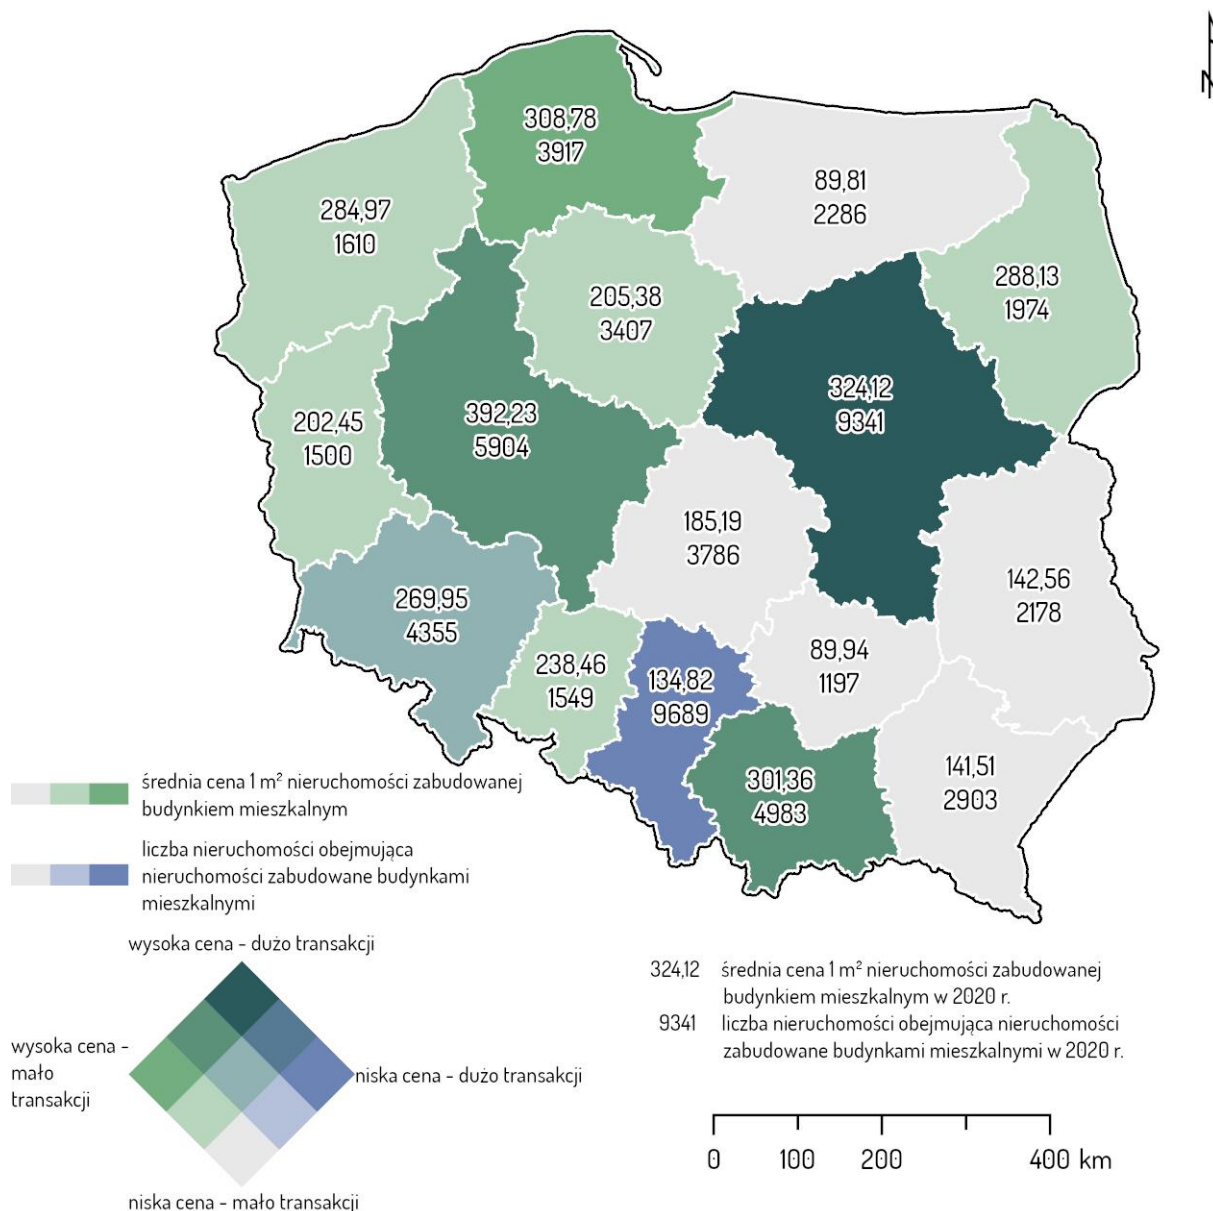 N
308,78
3917
89,81
2286
284,97
1610
288,13
1974
205,38
3407
324,12
9341
392,23
5904
202,45
1500
185,19
3786
142,56
2178
269,95
4355
238,46
1549
134,82
9689
89,94
1197
301,36
4983
141,51
2903
średnia cena 1 m² nieruchomości zabudowanej
budynkiem mieszkalnym
liczba nieruchomości obejmująca
nieruchomości zabudowane budynkami
mieszkalnymi
wysoka cena - dużo transakcji
wysoka cena -
mało
transakcji
niska cena - dużo transakcji
niska cena - mało transakcji
324,12 średnia cena 1 m² nieruchomości zabudowanej
budynkiem mieszkalnym w 2020 r.
9341 liczba nieruchomości obejmująca nieruchomości
zabudowane budynkami mieszkalnymi w 2020 r.
0 100 200 400 km